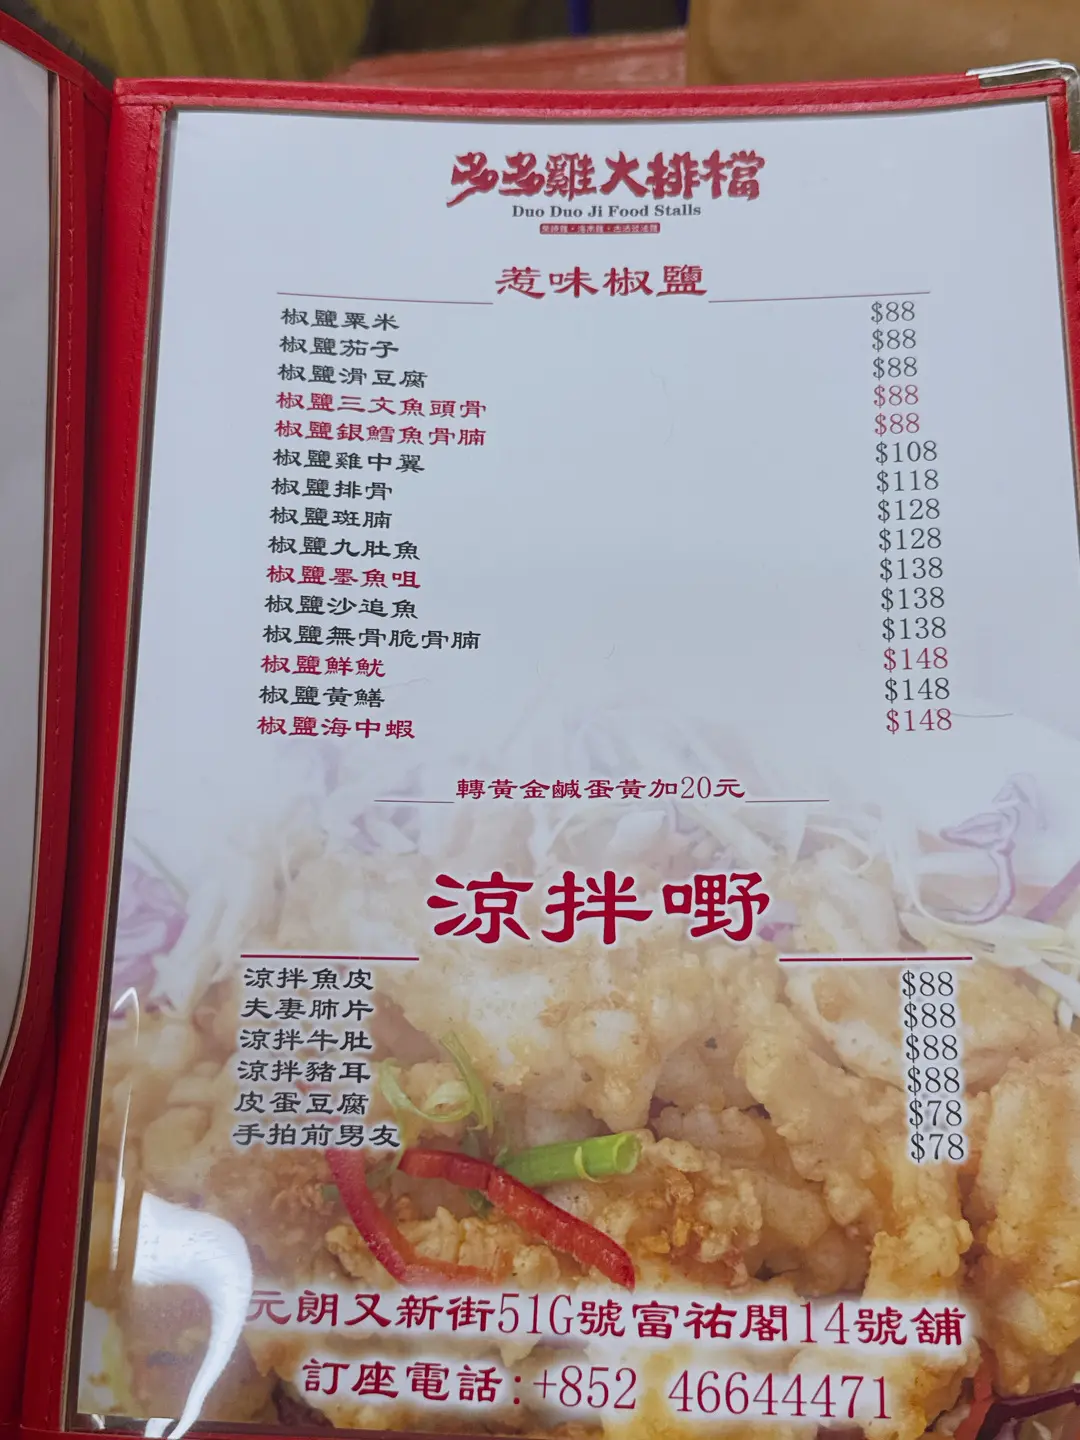 多多雞大排檔
Duo Duo Ji Food Stalls
惹味椒鹽
椒鹽粟米 $88
椒鹽茄子 $88
椒鹽滑豆腐 $88
椒鹽三文魚頭骨 $88
椒鹽銀鱈魚骨腩 $88
椒鹽雞中翼 $108
椒鹽排骨 $118
椒鹽斑腩 $128
椒鹽九肚魚 $128
椒鹽墨魚咀 $138
椒鹽沙追魚 $138
椒鹽無骨脆骨腩 $138
椒鹽鮮魷 $148
椒鹽黃鱔 $148
椒鹽海中蝦 $148
轉黃金鹹蛋黃加20元
涼拌嘢
涼拌魚皮 $88
夫妻肺片 $88
涼拌牛肚 $88
涼拌豬耳 $88
皮蛋豆腐 $78
手拍前男友 $78
元朗又新街51G號富祐閣14號舖
訂座電話:+852 46644471